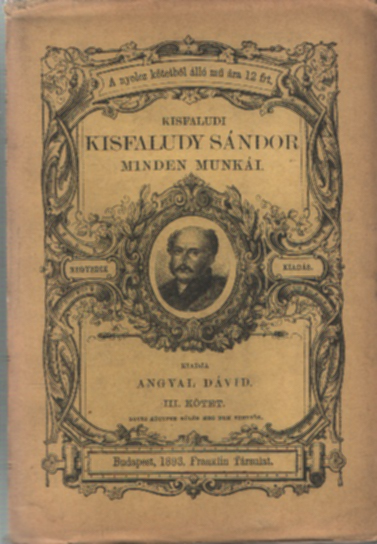 A nyolcz kötetből álló mű ára 12 frt.
KISFALUDI
KISFALUDY SÁNDOR
MINDEN MUNKÁI.
NEGYEDIK
KIADÁS.
KIADJA
ANGYAL DÁVID.
III. KÖTET.
Budapest, 1893, Franklin Társulat.